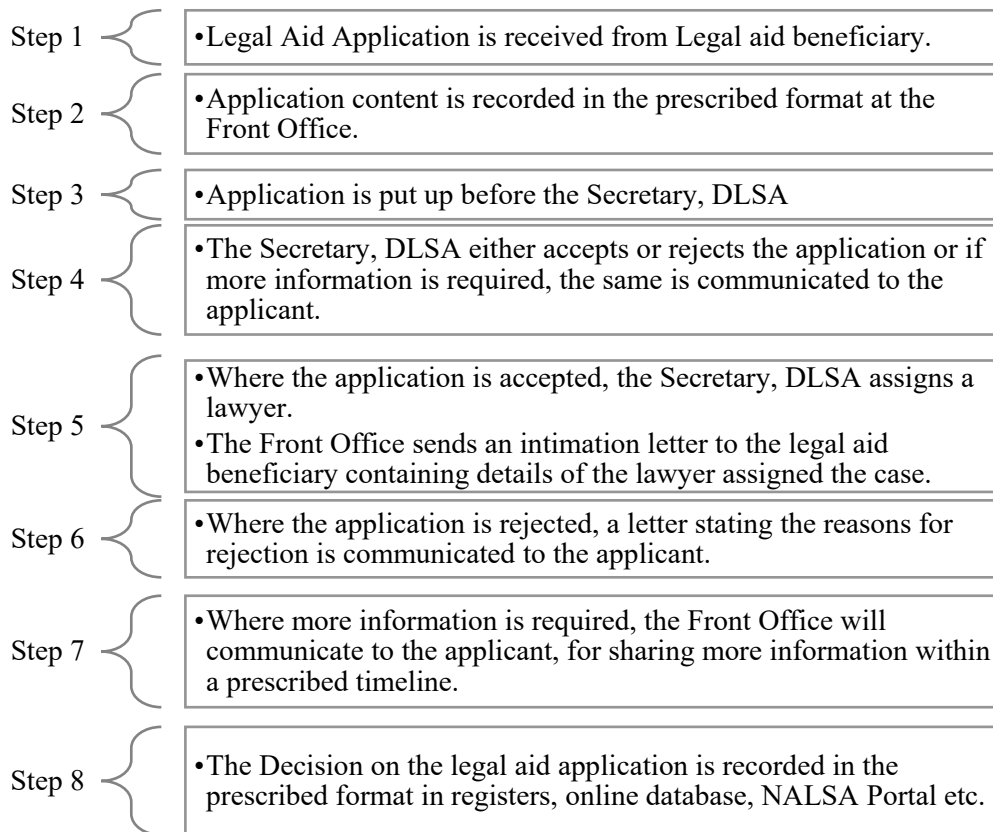 Step 1
•Legal Aid Application is received from Legal aid beneficiary.
Step 2
•Application content is recorded in the prescribed format at the
Front Office.
Step 3
•Application is put up before the Secretary, DLSA
Step 4
•The Secretary, DLSA either accepts or rejects the application or if
more information is required, the same is communicated to the
applicant.
Step 5
•Where the application is accepted, the Secretary, DLSA assigns a
lawyer.
•The Front Office sends an intimation letter to the legal aid
beneficiary containing details of the lawyer assigned the case.
Step 6
•Where the application is rejected, a letter stating the reasons for
rejection is communicated to the applicant.
Step 7
•Where more information is required, the Front Office will
communicate to the applicant, for sharing more information within
a prescribed timeline.
Step 8
•The Decision on the legal aid application is recorded in the
prescribed format in registers, online database, NALSA Portal etc.